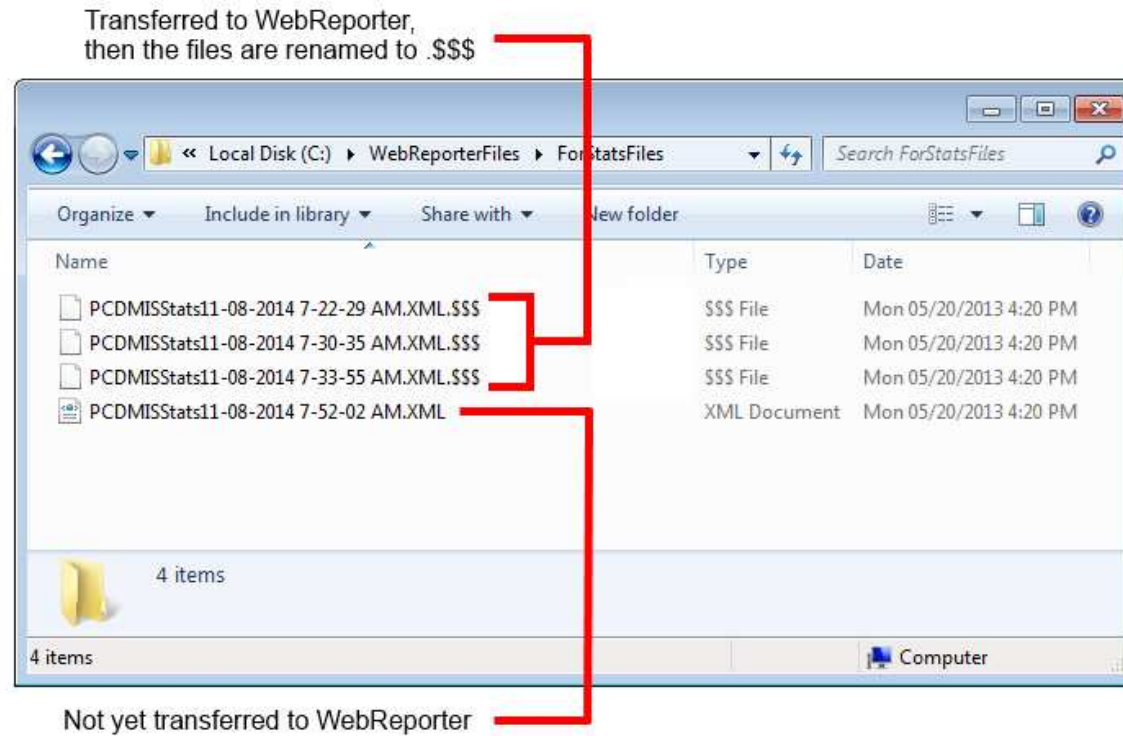 Transferred to WebReporter,
then the files are renamed to .$$$
« Local Disk (C:) ▸ WebReporterFiles ▸ ForStatsFiles
Search ForStatsFiles
Organize ▾ Include in library ▾ Share with ▾ New folder
Name Type Date
PCDMISStats11-08-2014 7-22-29 AM.XML.$$$ $$$ File Mon 05/20/2013 4:20 PM
PCDMISStats11-08-2014 7-30-35 AM.XML.$$$ $$$ File Mon 05/20/2013 4:20 PM
PCDMISStats11-08-2014 7-33-55 AM.XML.$$$ $$$ File Mon 05/20/2013 4:20 PM
PCDMISStats11-08-2014 7-52-02 AM.XML XML Document Mon 05/20/2013 4:20 PM
4 items
4 items Computer
Not yet transferred to WebReporter